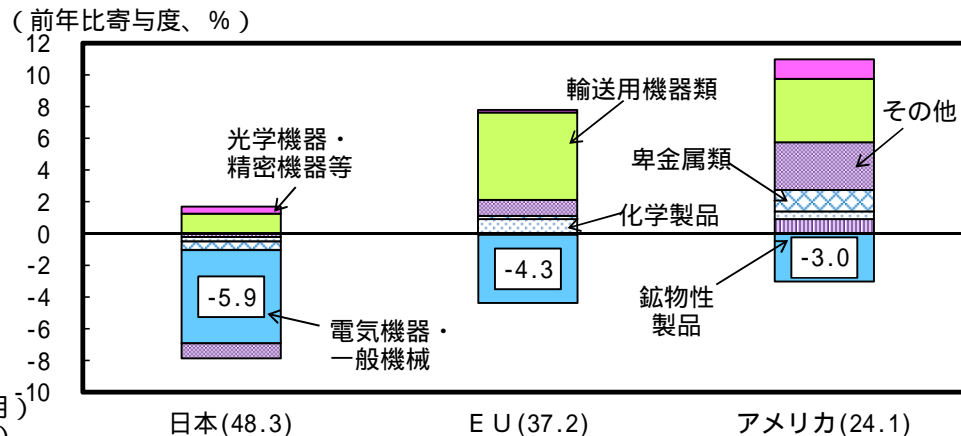 (前年比寄与度、%)
12
10
8
6
4
2
0
-2
-4
-6
-8
-10
光学機器・
精密機器等
輸送用機器類
その他
卑金属類
化学製品
鉱物性
製品
電気機器・
一般機械
-5.9
-4.3
-3.0
月)
日本(48.3)
EU(37.2)
アメリカ(24.1)